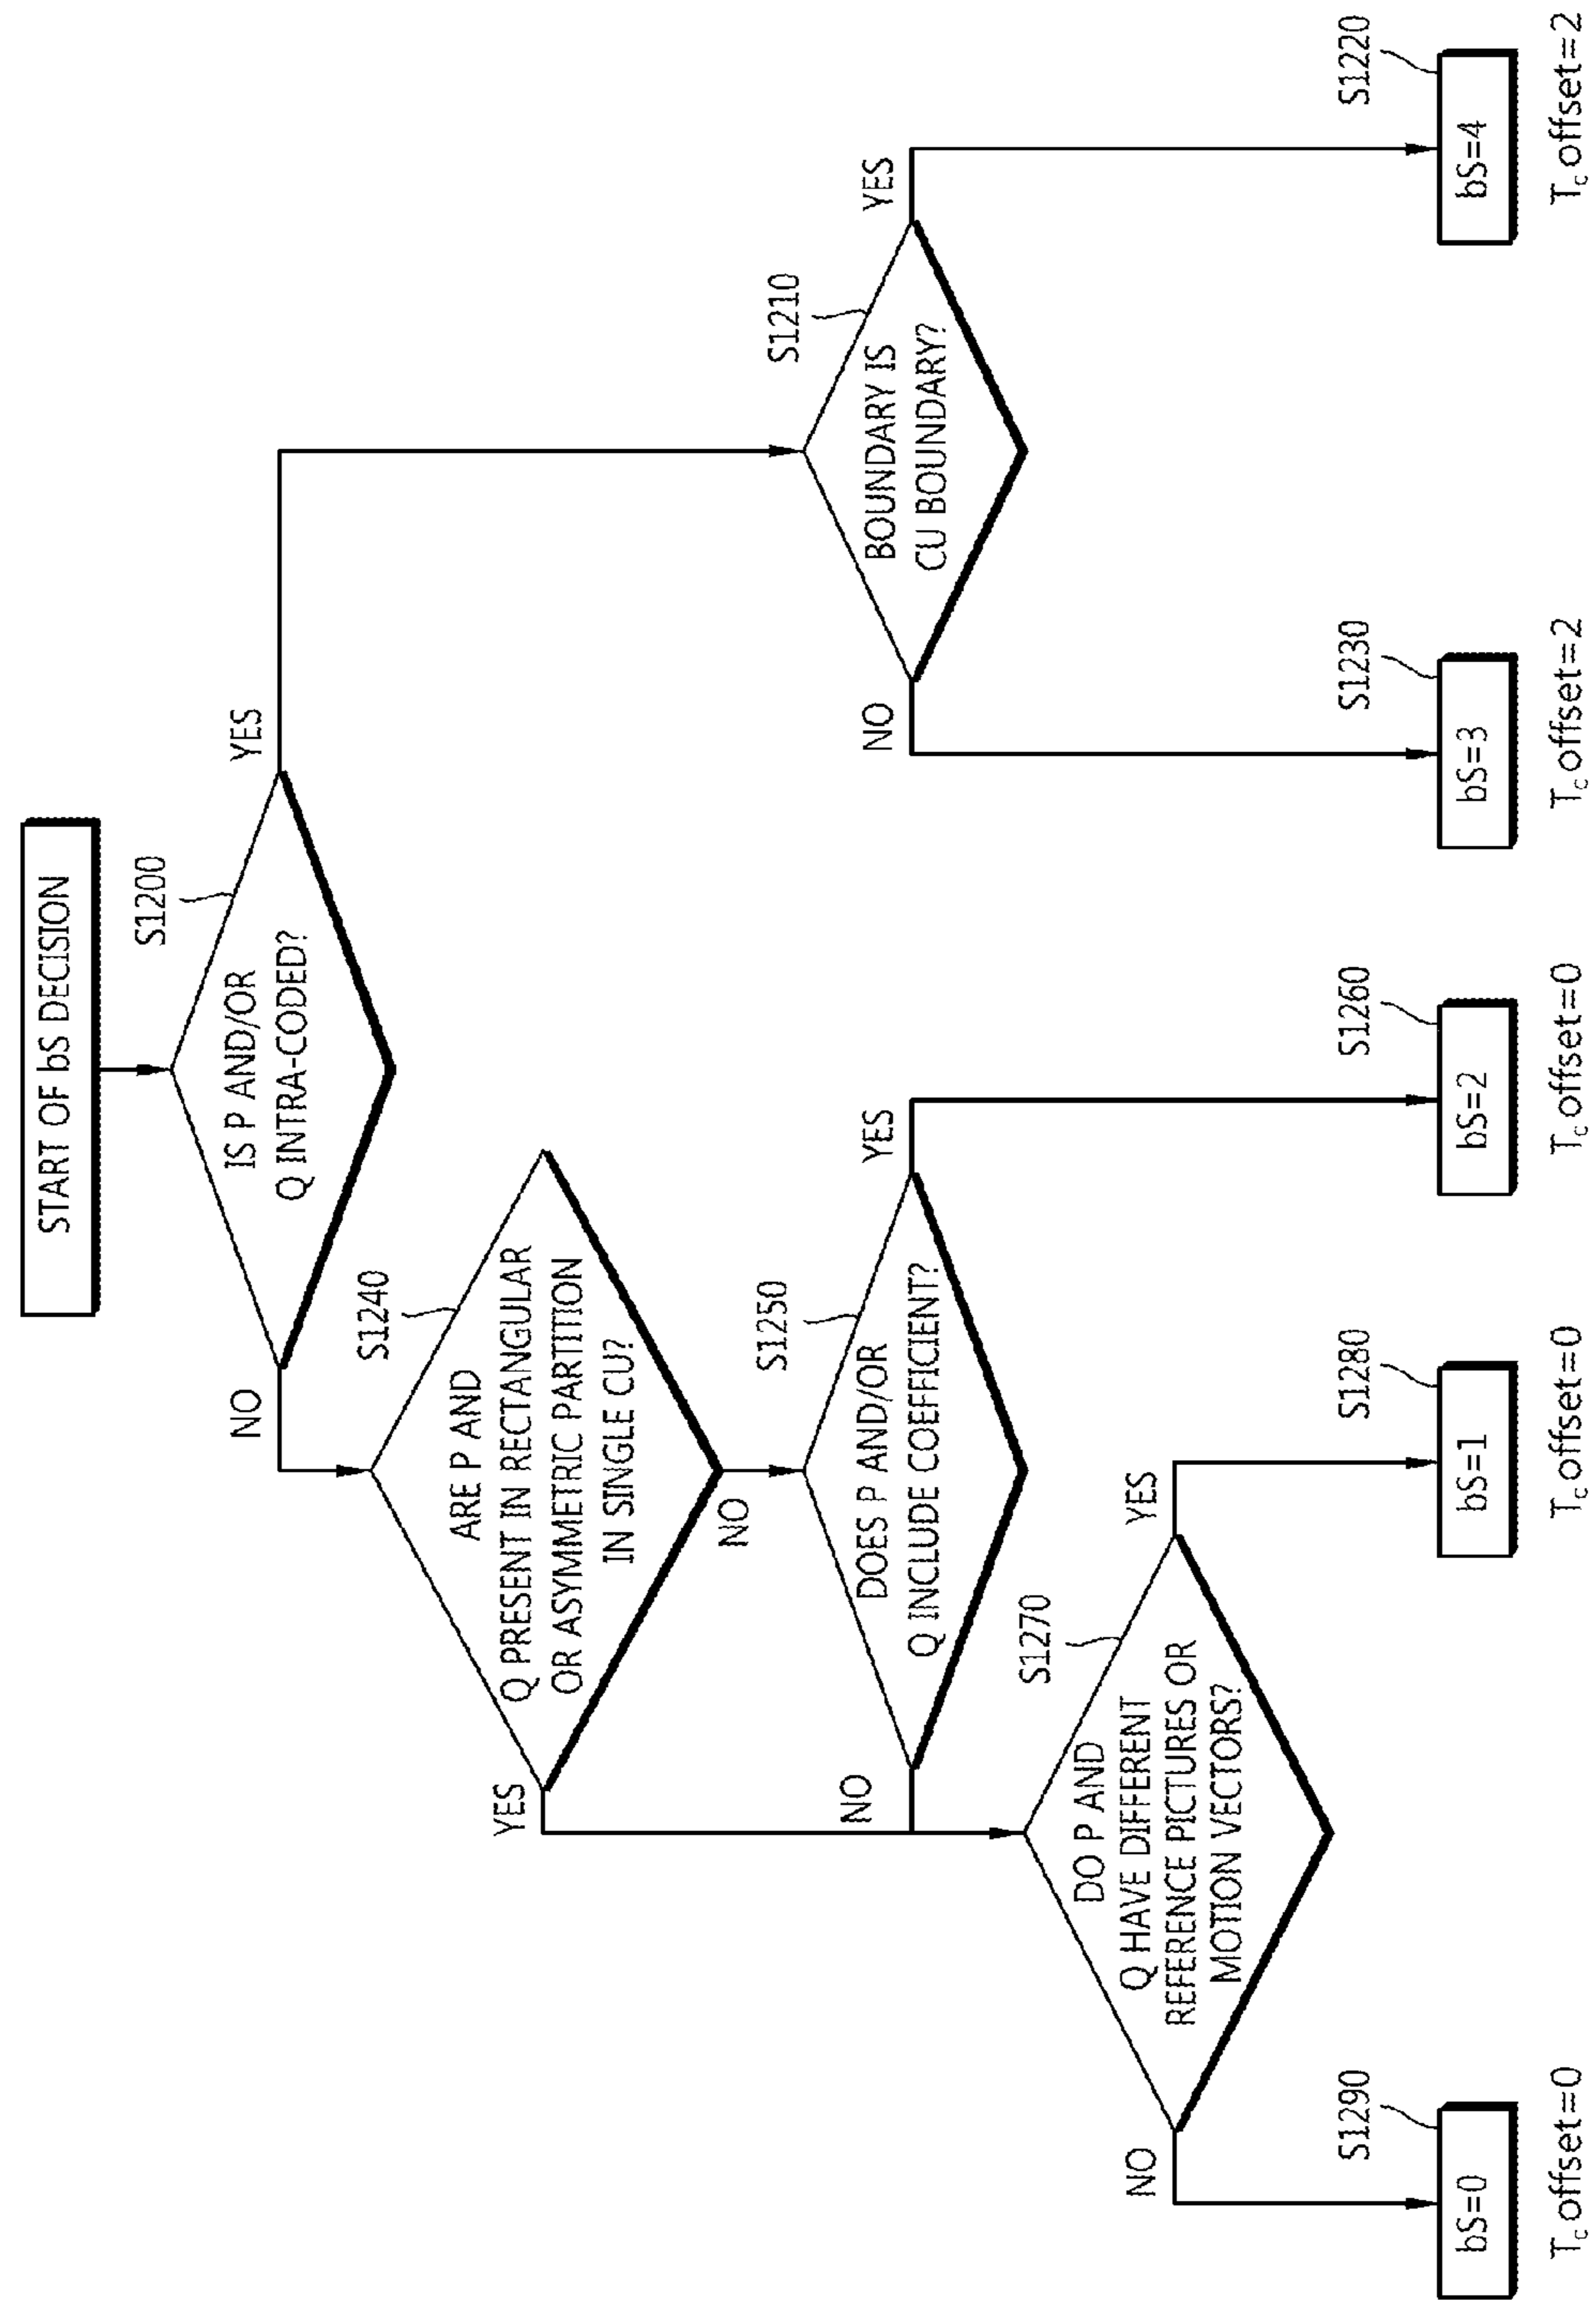 START OF bS DECISION
S1200
IS P AND/OR
Q INTRA-CODED?
NO
YES
S1240
ARE P AND
Q PRESENT IN RECTANGULAR
OR ASYMMETRIC PARTITION
IN SINGLE CU?
YES
NO
S1250
DOES P AND/OR
Q INCLUDE COEFFICIENT?
NO
YES
S1210
BOUNDARY IS
CU BOUNDARY?
NO
YES
S1270
DO P AND
Q HAVE DIFFERENT
REFERENCE PICTURES OR
MOTION VECTORS?
NO
YES
S1290
bS=0
Tc offset=0
S1280
bS=1
Tc offset=0
S1260
bS=2
Tc offset=0
S1230
bS=3
Tc offset=2
S1220
bS=4
Tc offset=2